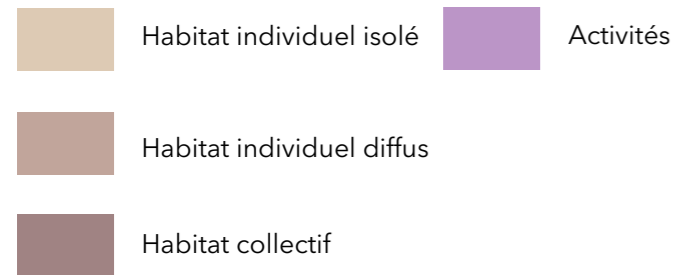 Habitat individuel isolé
Activités
Habitat individuel diffus
Habitat collectif